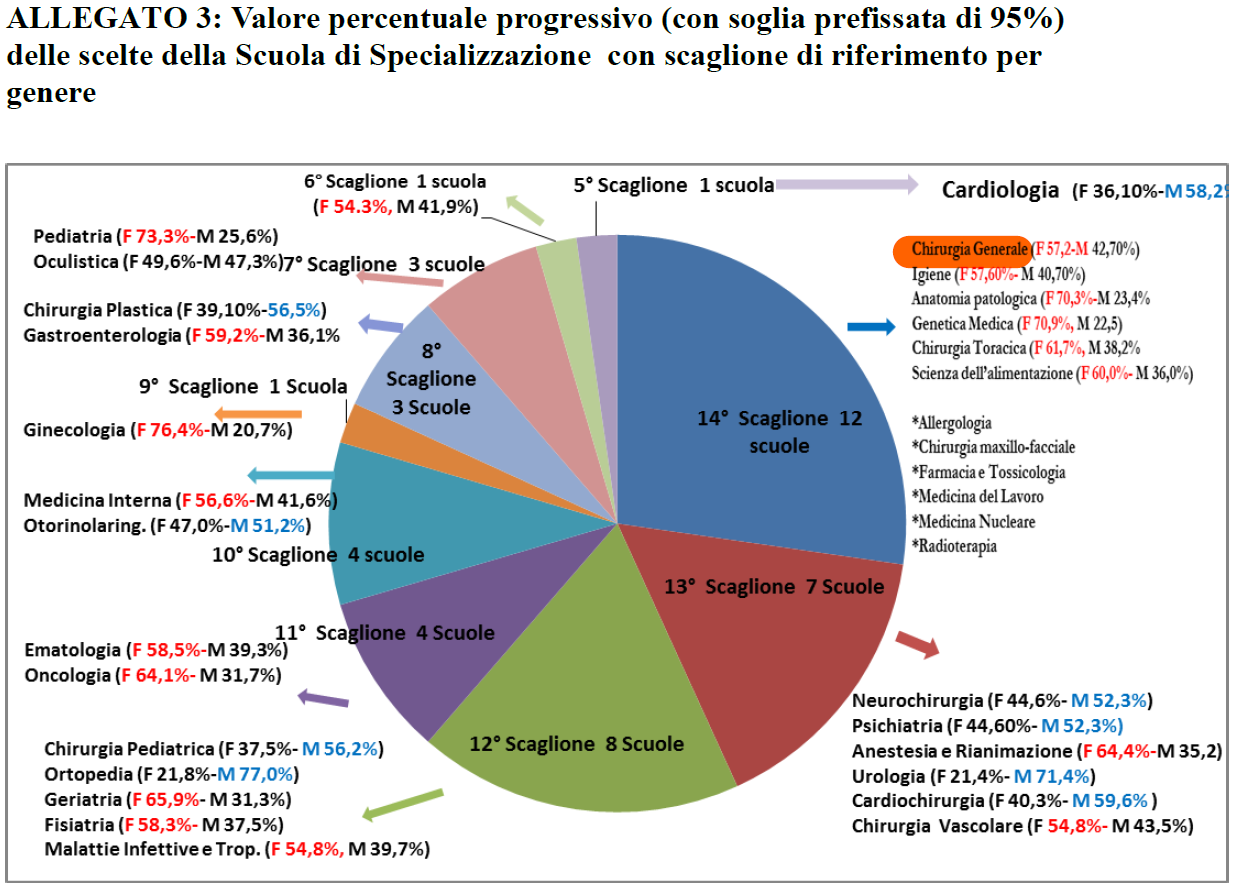 ALLEGATO 3: Valore percentuale progressivo (con soglia prefissata di 95%)
delle scelte della Scuola di Specializzazione con scaglione di riferimento per
genere
6° Scaglione 1 scuola
(F 54.3%, M 41,9%)
5° Scaglione 1 scuola
Cardiologia (F 36,10%-M 58,2%
Pediatria (F 73,3%-M 25,6%)
Oculistica (F 49,6%-M 47,3%)
7° Scaglione 3 scuole
Chirurgia Plastica (F 39,10%-56,5%)
Gastroenterologia (F 59,2%-M 36,1%
8°
Scaglione
3 Scuole
9° Scaglione 1 Scuola
Ginecologia (F 76,4%-M 20,7%)
Medicina Interna (F 56,6%-M 41,6%)
Otorinolaring. (F 47,0%-M 51,2%)
10° Scaglione 4 scuole
11° Scaglione 4 Scuole
Ematologia (F 58,5%-M 39,3%)
Oncologia (F 64,1%- M 31,7%)
12° Scaglione 8 Scuole
Chirurgia Pediatrica (F 37,5%- M 56,2%)
Ortopedia (F 21,8%-M 77,0%)
Geriatria (F 65,9%- M 31,3%)
Fisiatria (F 58,3%- M 37,5%)
Malattie Infettive e Trop. (F 54,8%, M 39,7%)
14° Scaglione 12
scuole
Chirurgia Generale (F 57,2-M 42,70%)
Igiene (F 57,60%- M 40,70%)
Anatomia patologica (F 70,3%-M 23,4%
Genetica Medica (F 70,9%, M 22,5)
Chirurgia Toracica (F 61,7%, M 38,2%
Scienza dell'alimentazione (F 60,0%- M 36,0%)
*Allergologia
*Chirurgia maxillo-facciale
*Farmacia e Tossicologia
*Medicina del Lavoro
*Medicina Nucleare
*Radioterapia
13° Scaglione 7 Scuole
Neurochirurgia (F 44,6%- M 52,3%)
Psichiatria (F 44,60%- M 52,3%)
Anestesia e Rianimazione (F 64,4%-M 35,2)
Urologia (F 21,4%- M 71,4%)
Cardiochirurgia (F 40,3%- M 59,6% )
Chirurgia Vascolare (F 54,8%- M 43,5%)